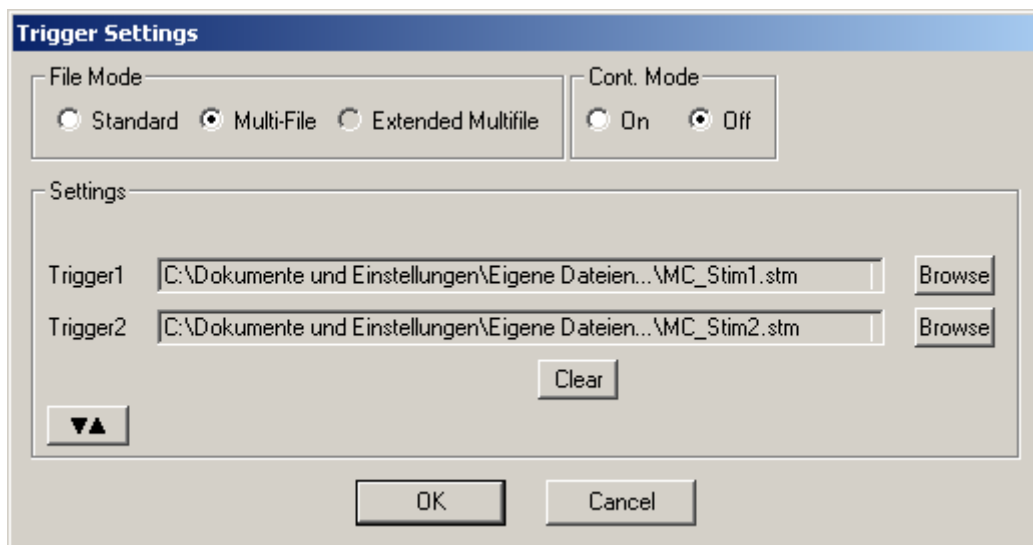 Trigger Settings
File Mode
Standard Multi-File Extended Multifile
Cont. Mode
On Off
Settings
Trigger1 C:\Dokumente und Einstellungen\Eigene Dateien...\MC_Stim1.stm Browse
Trigger2 C:\Dokumente und Einstellungen\Eigene Dateien...\MC_Stim2.stm Browse
Clear
▼▲
OK Cancel